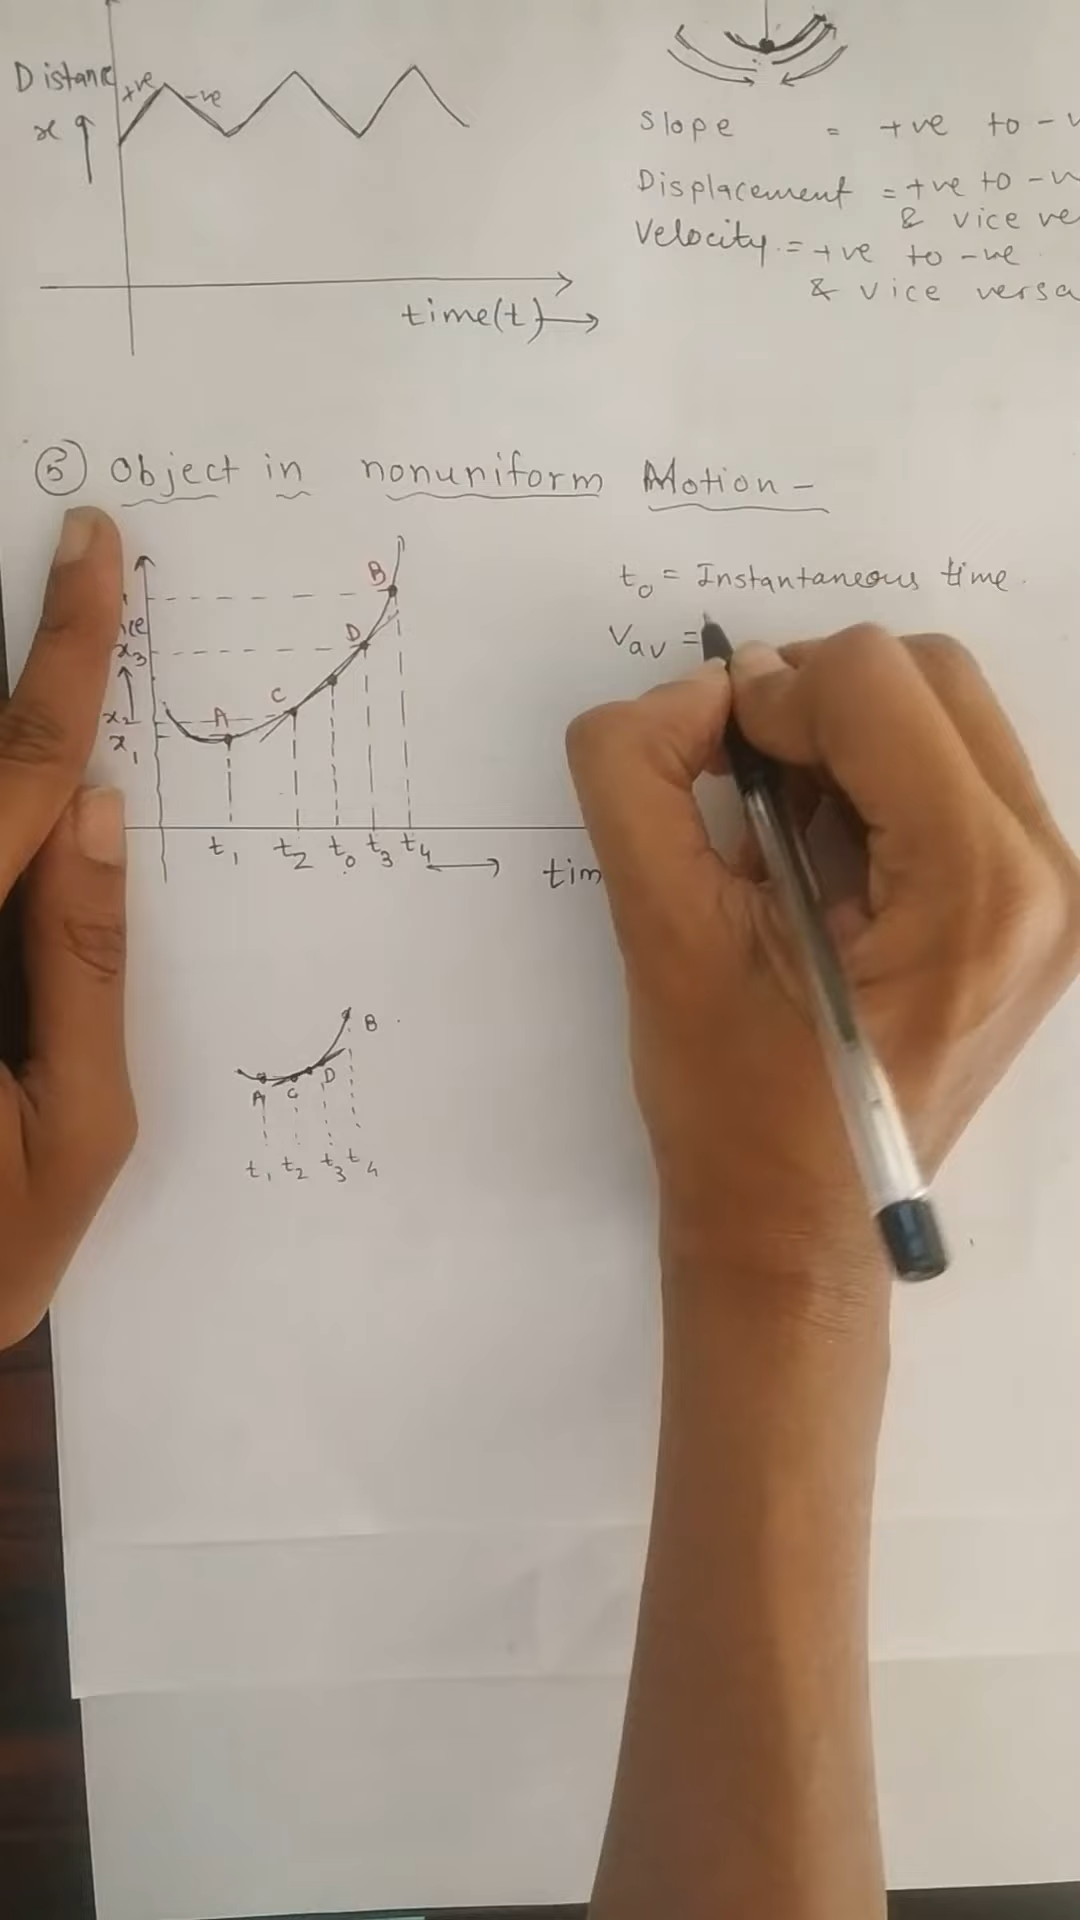 Distanc
x
+ve
-ve
time(t)
Slope = +ve to -v
Displacement = +ve to -v
& vice ve
Velocity = +ve to -ve
& vice versa
5 Object in nonuniform Motion -
B
D
C
A
ce
x3
x2
x1
t1 t2 t0 t3 t4
tim
t0 = Instantaneous time.
Vav =
B
A C D
t1 t2 t3 t4